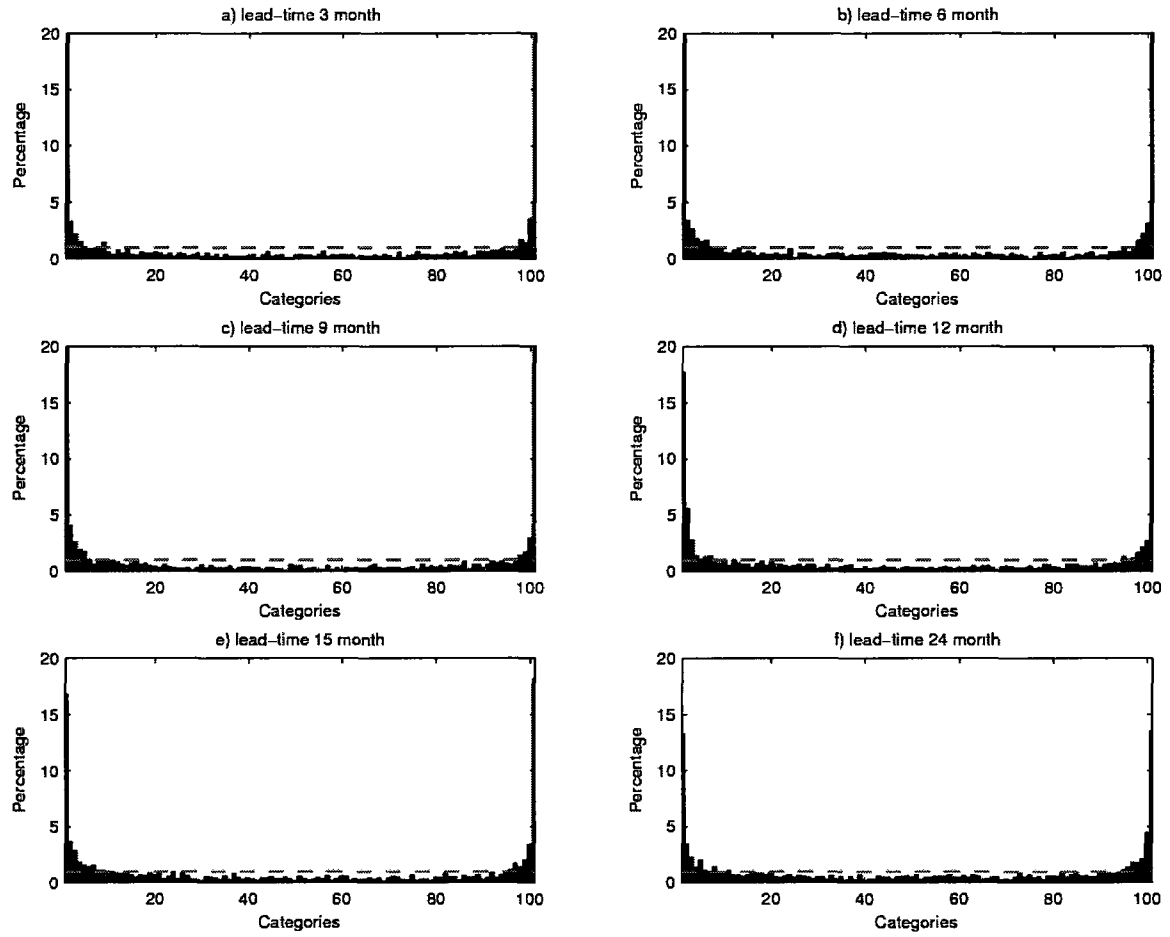 a) lead-time 3 month
20
15
10
5
0
Percentage
20 40 60 80 100
Categories
b) lead-time 6 month
20
15
10
5
0
Percentage
20 40 60 80 100
Categories
c) lead-time 9 month
20
15
10
5
0
Percentage
20 40 60 80 100
Categories
d) lead-time 12 month
20
15
10
5
0
Percentage
20 40 60 80 100
Categories
e) lead-time 15 month
20
15
10
5
0
Percentage
20 40 60 80 100
Categories
f) lead-time 24 month
20
15
10
5
0
Percentage
20 40 60 80 100
Categories